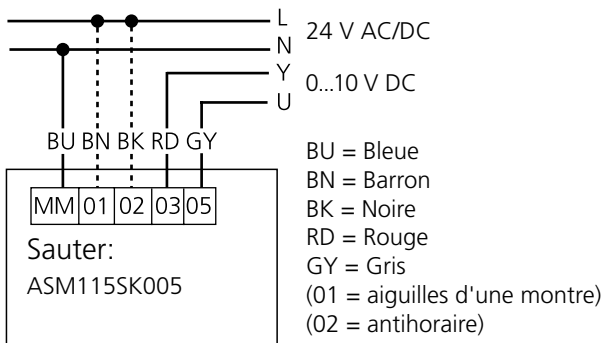 L
24 V AC/DC
N
Y
0...10 V DC
U
BU BN BK RD GY
BU = Bleue
BN = Barron
BK = Noire
RD = Rouge
GY = Gris
(01 = aiguilles d'une montre)
(02 = antihoraire)
MM 01 02 03 05
Sauter:
ASM115SK005